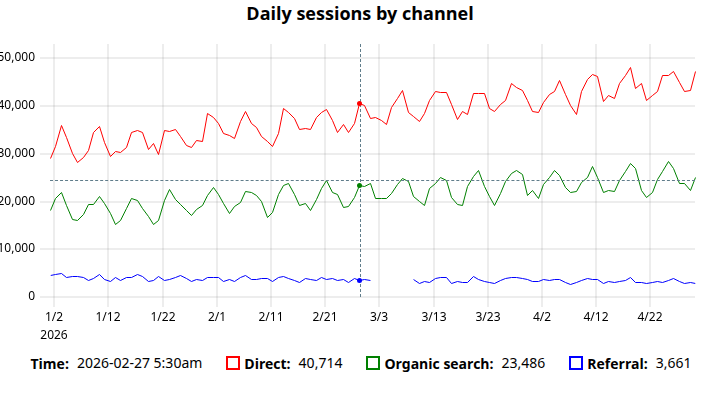 Daily sessions by channel
50,000
40,000
30,000
20,000
10,000
0
1/2 1/12 1/22 2/1 2/11 2/21 3/3 3/13 3/23 4/2 4/12 4/22
2026
Time: 2026-02-27 5:30am Direct: 40,714 Organic search: 23,486 Referral: 3,661